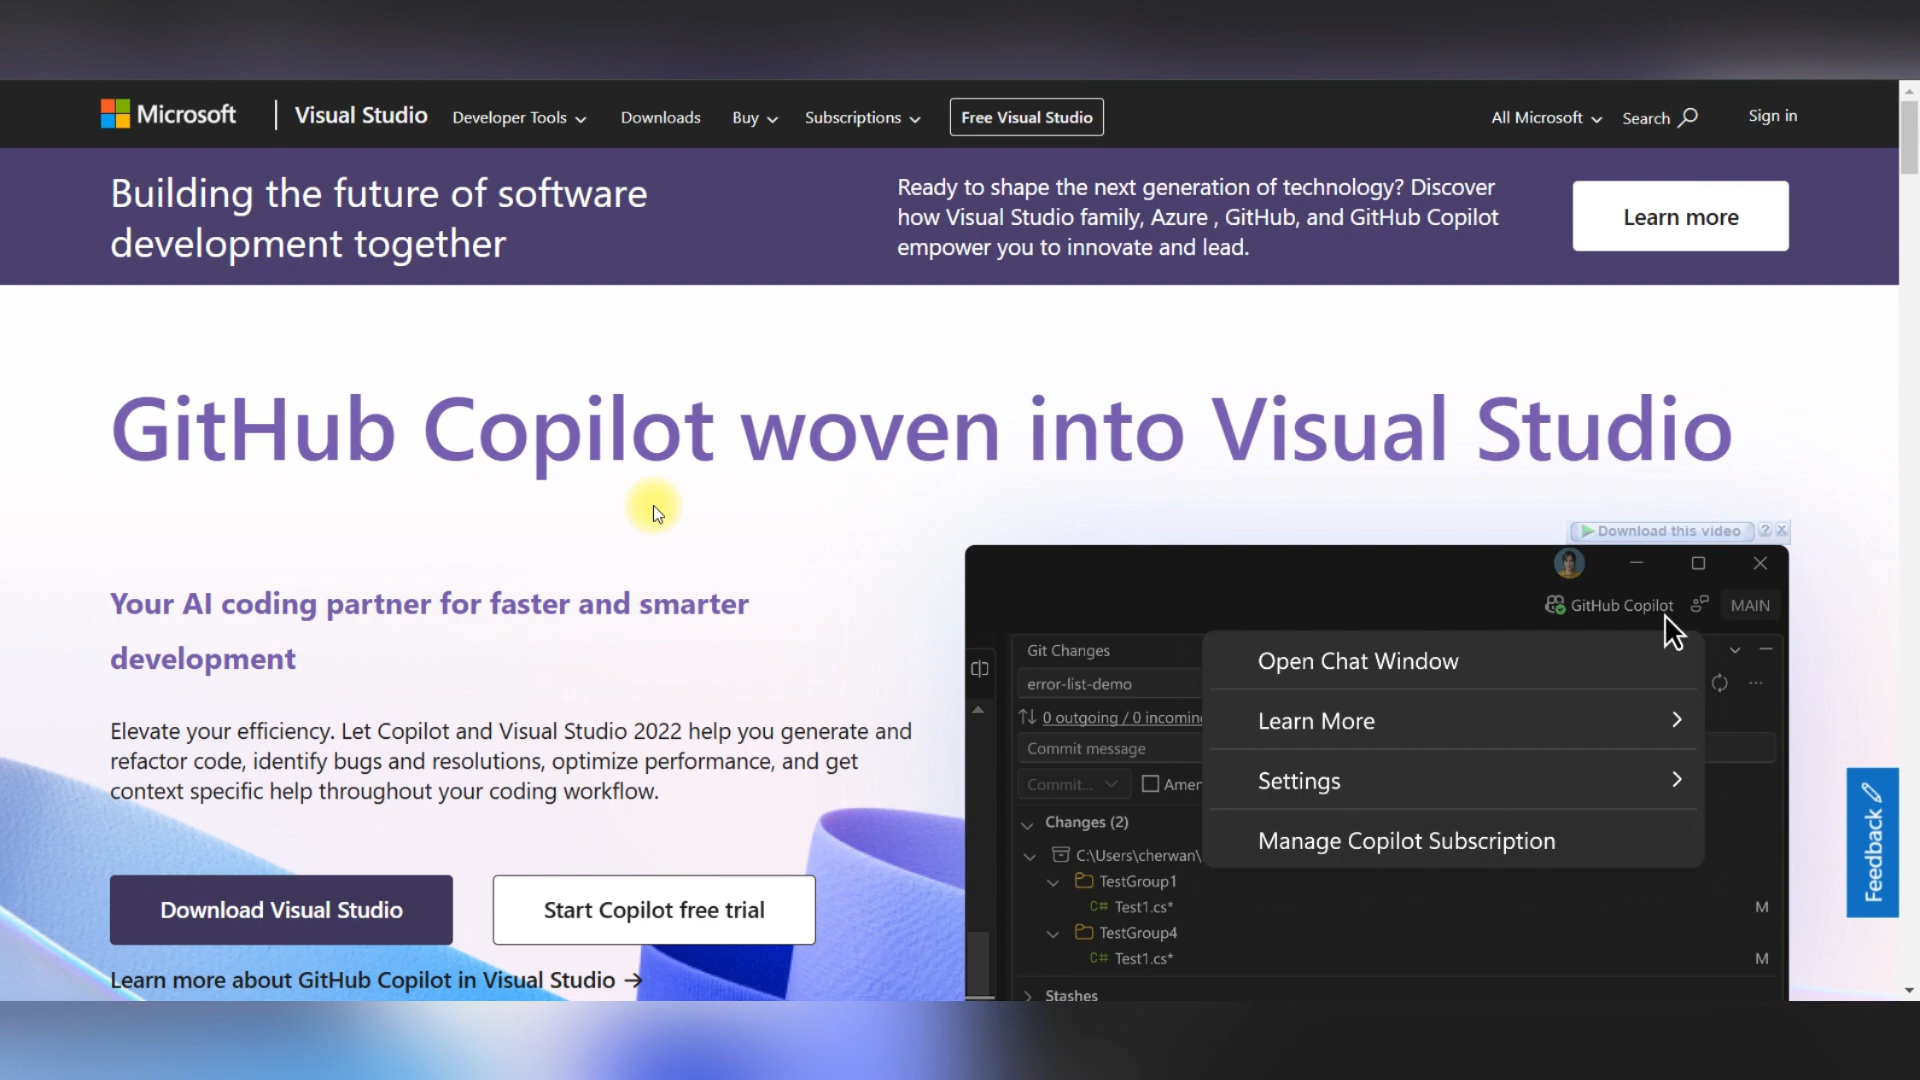 Microsoft
Visual Studio
Developer Tools
Downloads
Buy
Subscriptions
Free Visual Studio
All Microsoft
Search
Sign in
Building the future of software
development together
Ready to shape the next generation of technology? Discover
how Visual Studio family, Azure , GitHub, and GitHub Copilot
empower you to innovate and lead.
Learn more
GitHub Copilot woven into Visual Studio
Your AI coding partner for faster and smarter
development
Elevate your efficiency. Let Copilot and Visual Studio 2022 help you generate and
refactor code, identify bugs and resolutions, optimize performance, and get
context specific help throughout your coding workflow.
Download Visual Studio
Start Copilot free trial
Learn more about GitHub Copilot in Visual Studio →
Download this video ? X
GitHub Copilot
MAIN
Git Changes
error-list-demo
0 outgoing / 0 incomin
Commit message
Commit...
Amen
Open Chat Window
Learn More
Settings
Manage Copilot Subscription
Changes (2)
C:\Users\cherwan\
TestGroup1
C# Test1.cs* M
TestGroup4
C# Test1.cs* M
Stashes
Feedback